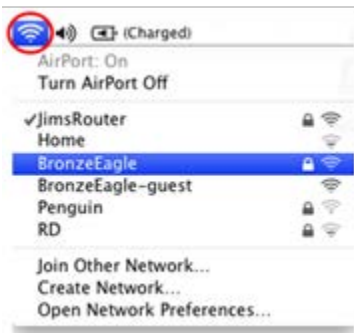 (Charged)
AirPort: On
Turn AirPort Off
JimsRouter
Home
BronzeEagle
BronzeEagle-guest
Penguin
RD
Join Other Network...
Create Network...
Open Network Preferences...